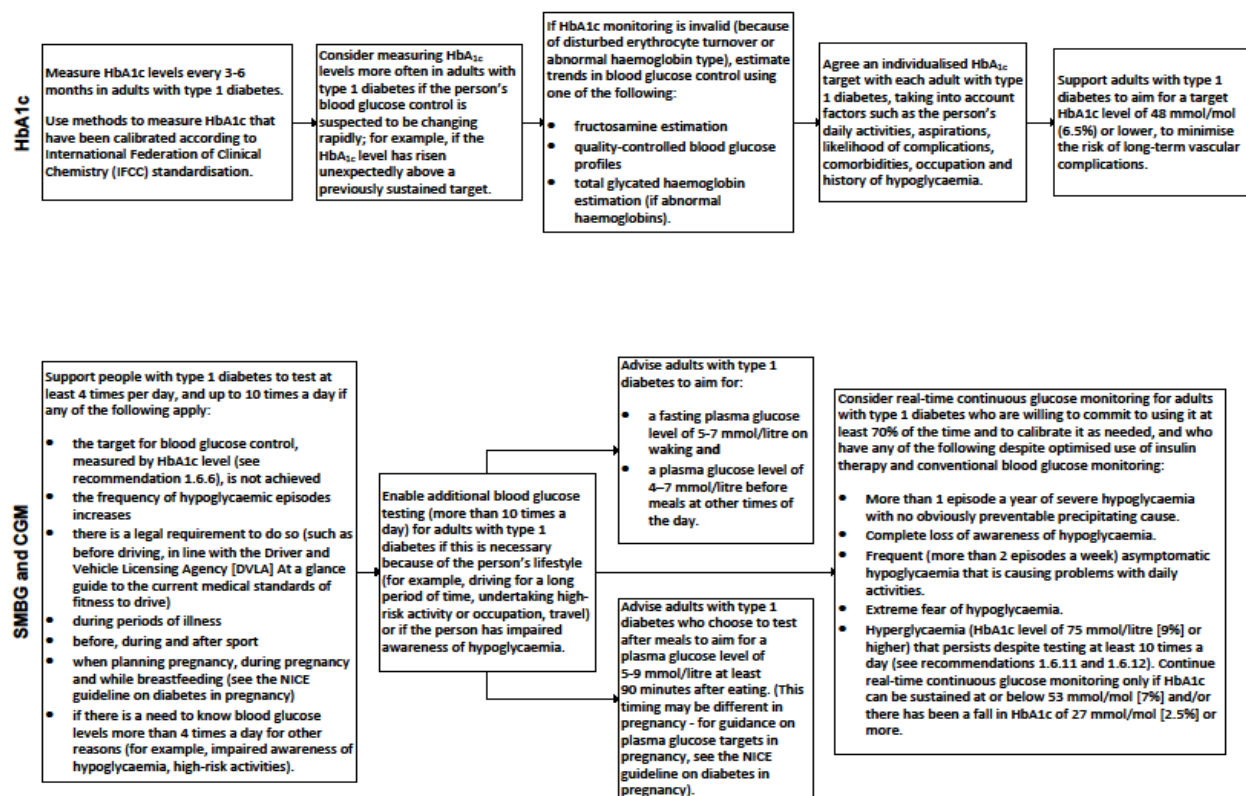 HbA1c
Measure HbA1c levels every 3-6
months in adults with type 1 diabetes.
Use methods to measure HbA1c that
have been calibrated according to
International Federation of Clinical
Chemistry (IFCC) standardisation.
Consider measuring HbA1c
levels more often in adults with
type 1 diabetes if the person's
blood glucose control is
suspected to be changing
rapidly; for example, if the
HbA1c level has risen
unexpectedly above a
previously sustained target.
If HbA1c monitoring is invalid (because
of disturbed erythrocyte turnover or
abnormal haemoglobin type), estimate
trends in blood glucose control using
one of the following:
• fructosamine estimation
• quality-controlled blood glucose
profiles
• total glycated haemoglobin
estimation (if abnormal
haemoglobins).
Agree an individualised HbA1c
target with each adult with type
1 diabetes, taking into account
factors such as the person's
daily activities, aspirations,
likelihood of complications,
comorbidities, occupation and
history of hypoglycaemia.
Support adults with type 1
diabetes to aim for a target
HbA1c level of 48 mmol/mol
(6.5%) or lower, to minimise
the risk of long-term vascular
complications.
SMBG and CGM
Support people with type 1 diabetes to test at
least 4 times per day, and up to 10 times a day if
any of the following apply:
• the target for blood glucose control,
measured by HbA1c level (see
recommendation 1.6.6), is not achieved
• the frequency of hypoglycaemic episodes
increases
• there is a legal requirement to do so (such as
before driving, in line with the Driver and
Vehicle Licensing Agency [DVLA] At a glance
guide to the current medical standards of
fitness to drive)
• during periods of illness
• before, during and after sport
• when planning pregnancy, during pregnancy
and while breastfeeding (see the NICE
guideline on diabetes in pregnancy)
• if there is a need to know blood glucose
levels more than 4 times a day for other
reasons (for example, impaired awareness of
hypoglycaemia, high-risk activities).
Enable additional blood glucose
testing (more than 10 times a
day) for adults with type 1
diabetes if this is necessary
because of the person's lifestyle
(for example, driving for a long
period of time, undertaking high-
risk activity or occupation, travel)
or if the person has impaired
awareness of hypoglycaemia.
Advise adults with type 1
diabetes to aim for:
• a fasting plasma glucose
level of 5-7 mmol/litre on
waking and
• a plasma glucose level of
4–7 mmol/litre before
meals at other times of
the day.
Advise adults with type 1
diabetes who choose to test
after meals to aim for a
plasma glucose level of
5-9 mmol/litre at least
90 minutes after eating. (This
timing may be different in
pregnancy - for guidance on
plasma glucose targets in
pregnancy, see the NICE
guideline on diabetes in
pregnancy).
Consider real-time continuous glucose monitoring for adults
with type 1 diabetes who are willing to commit to using it at
least 70% of the time and to calibrate it as needed, and who
have any of the following despite optimised use of insulin
therapy and conventional blood glucose monitoring:
• More than 1 episode a year of severe hypoglycaemia
with no obviously preventable precipitating cause.
• Complete loss of awareness of hypoglycaemia.
• Frequent (more than 2 episodes a week) asymptomatic
hypoglycaemia that is causing problems with daily
activities.
• Extreme fear of hypoglycaemia.
• Hyperglycaemia (HbA1c level of 75 mmol/litre [9%] or
higher) that persists despite testing at least 10 times a
day (see recommendations 1.6.11 and 1.6.12). Continue
real-time continuous glucose monitoring only if HbA1c
can be sustained at or below 53 mmol/mol [7%] and/or
there has been a fall in HbA1c of 27 mmol/mol [2.5%] or
more.